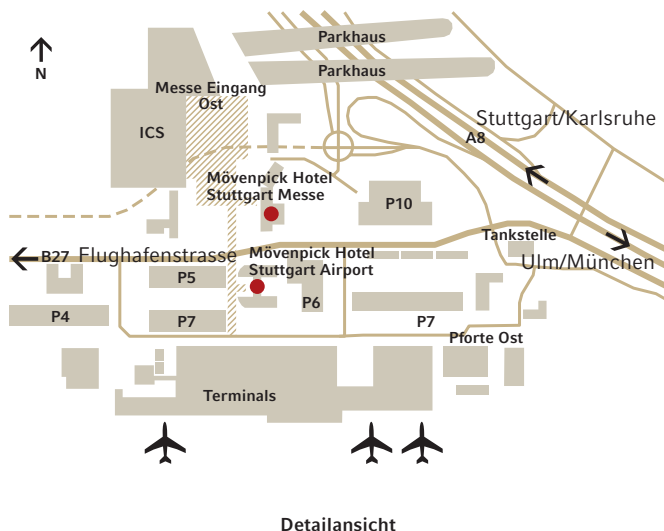 Parkhaus
N
Parkhaus
Messe Eingang
Ost
Stuttgart/Karlsruhe
ICS
A8
Mövenpick Hotel
Stuttgart Messe
P10
Tankstelle
B27 Flughafenstrasse
Mövenpick Hotel
Stuttgart Airport
Ulm/München
P5
P6
P4
P7
P7
Pforte Ost
Terminals
Detailansicht